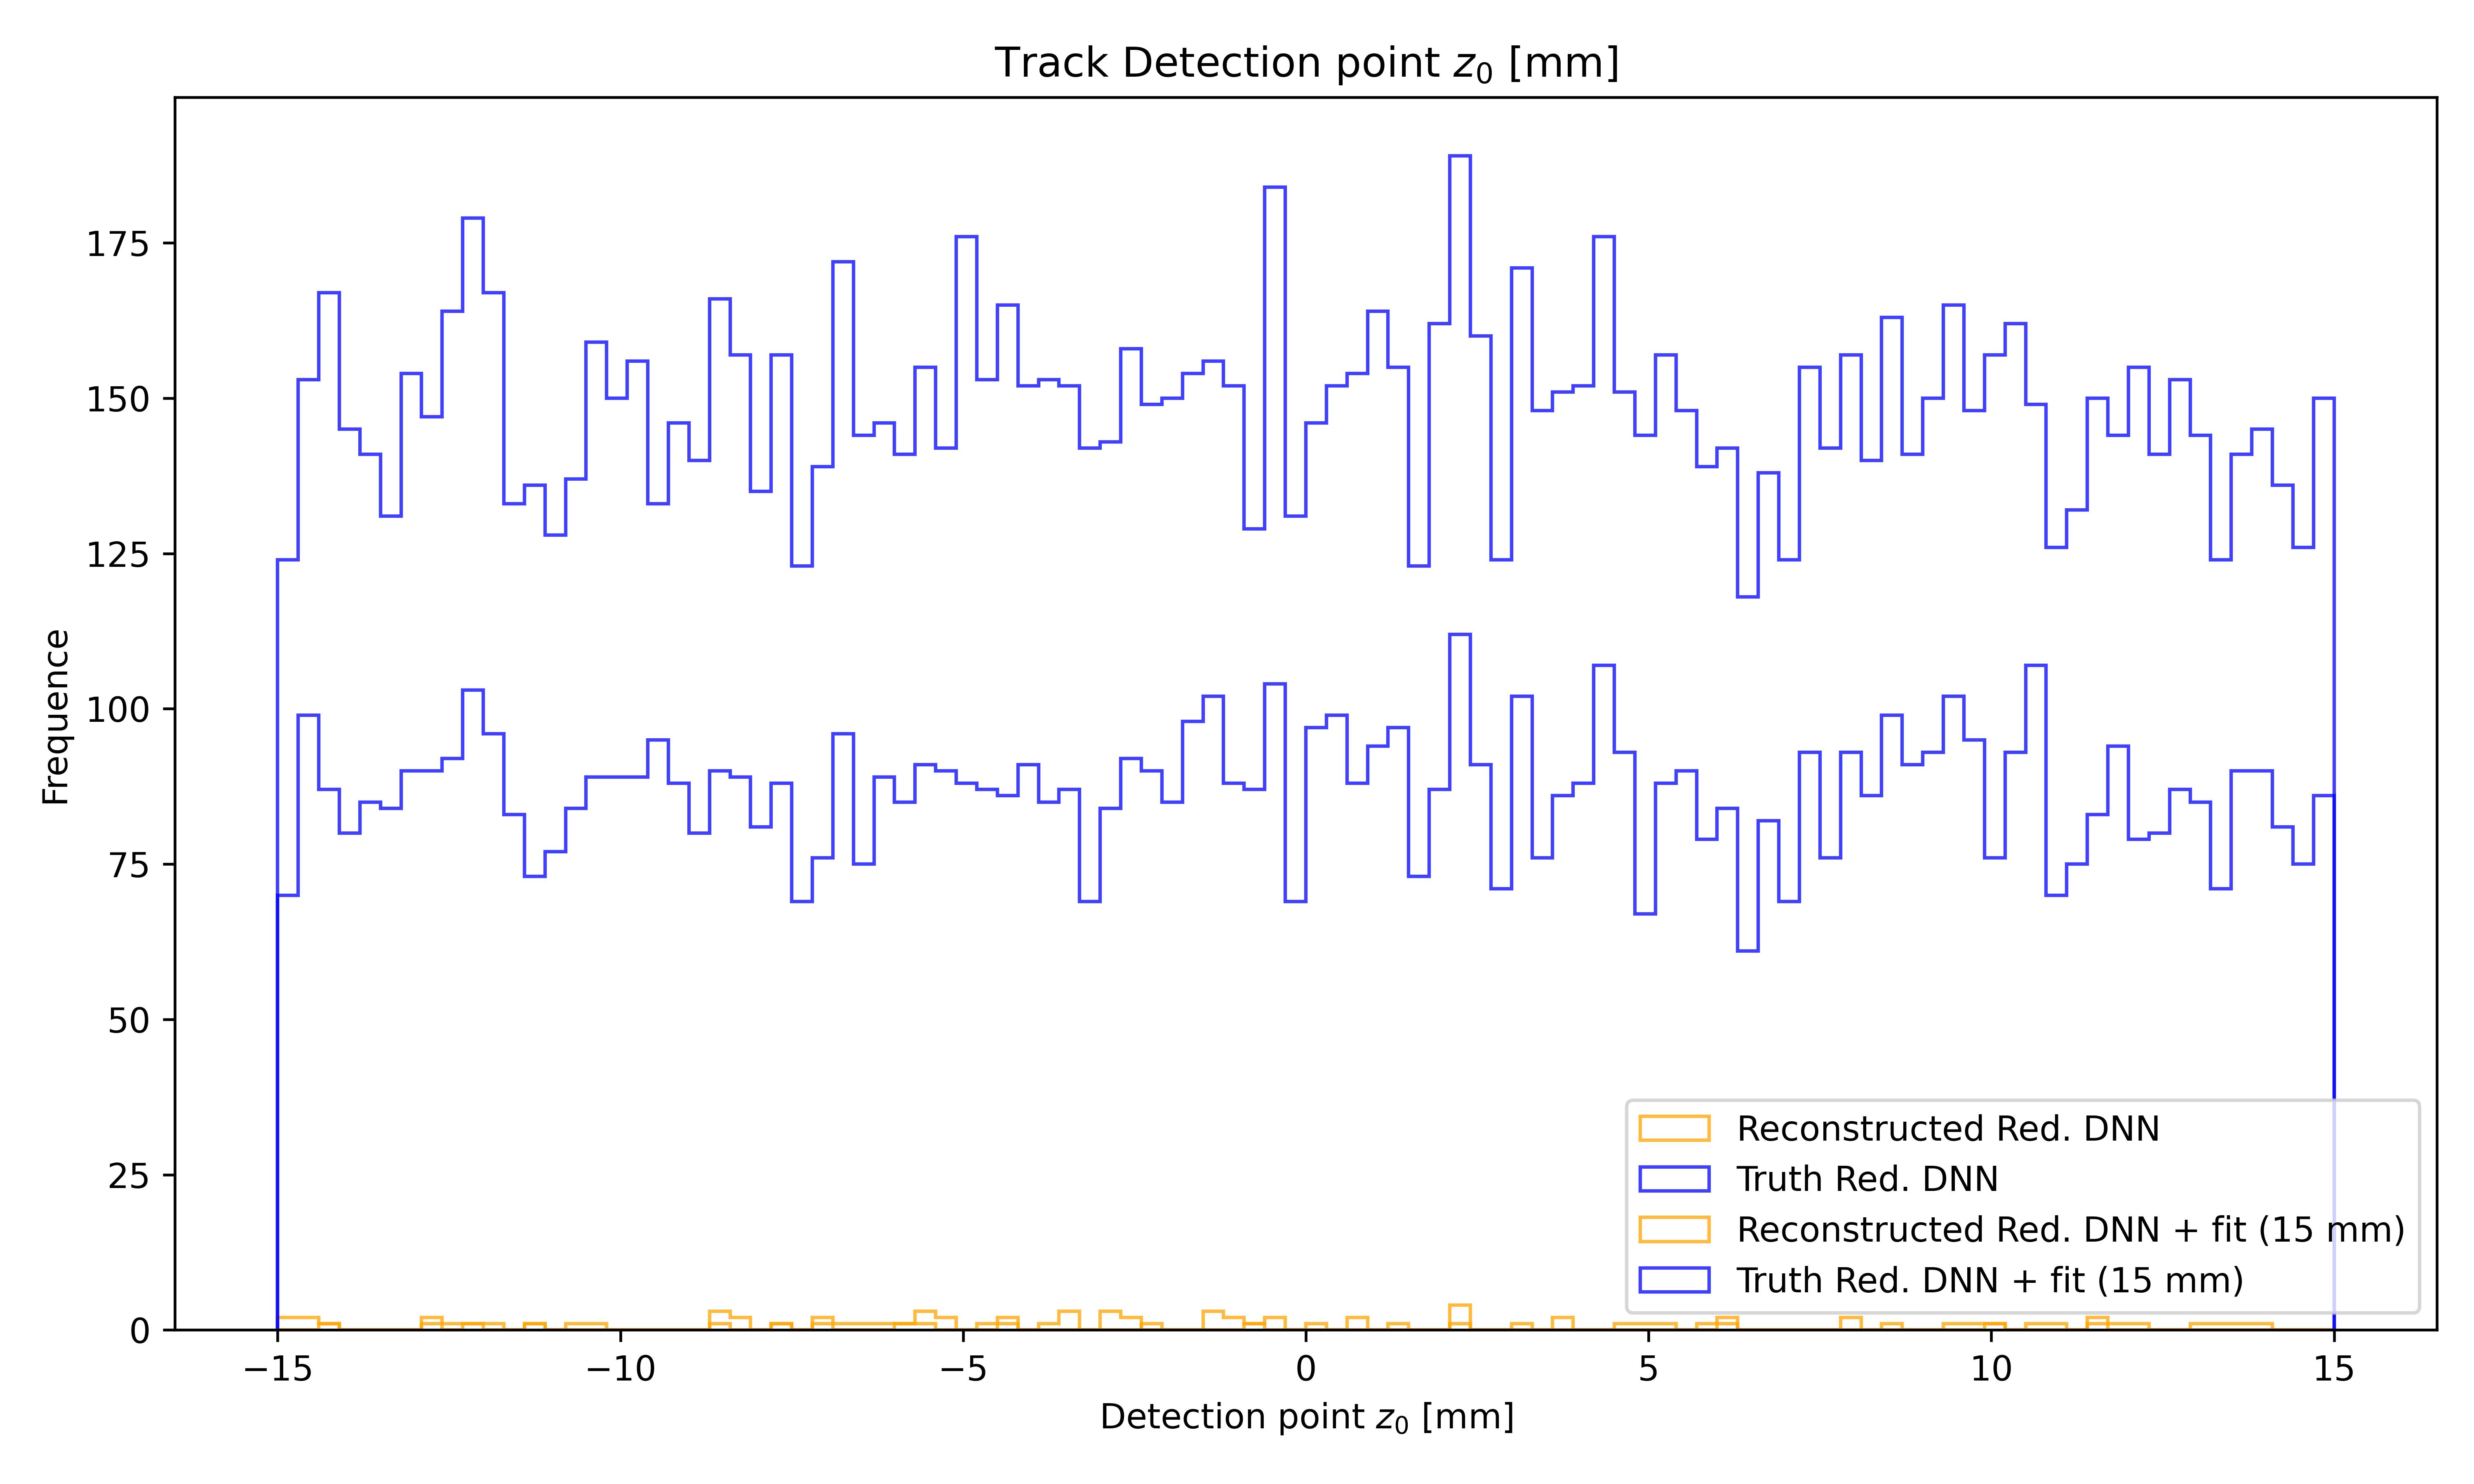 Track Detection point z₀ [mm]
175
150
125
100
75
50
25
0
Frequence
Reconstructed Red. DNN
Truth Red. DNN
Reconstructed Red. DNN + fit (15 mm)
Truth Red. DNN + fit (15 mm)
−15 −10 −5 0 5 10 15
Detection point z₀ [mm]